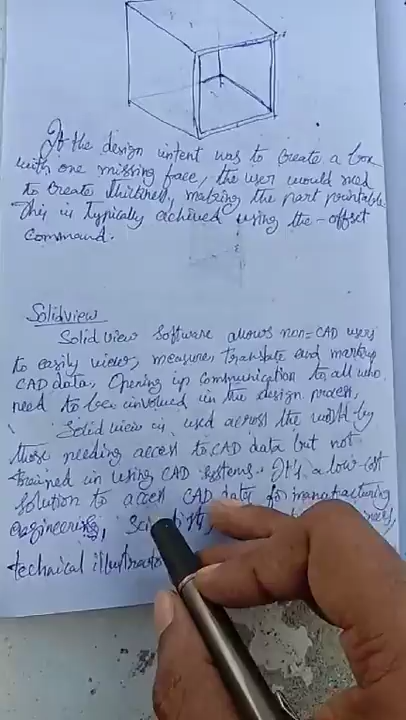 If the design intent was to create a box
with one missing face, the user would need
to create thickness, making the part printable.
This is typically achieved using the offset
command.
Solidview
Solid view software allows non-CAD users
to easily view, measure, translate and markup
CAD data, Opening up communication to all who
need to be involved in the design process,
Solid view is used across the world by
those needing access to CAD data but not
trained in using CAD systems. It's a low-cost
solution to access CAD data for manufacturing
engineering, scientist,
technical illustrator